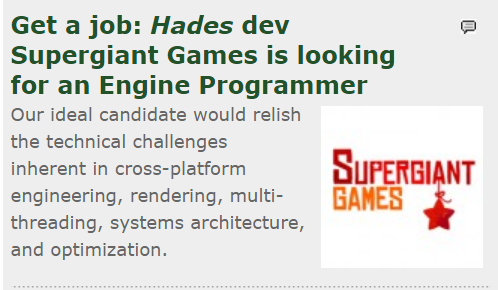 Get a job: Hades dev
Supergiant Games is looking
for an Engine Programmer
Our ideal candidate would relish
the technical challenges
inherent in cross-platform
engineering, rendering, multi-
threading, systems architecture,
and optimization.
SUPERGIANT
GAMES